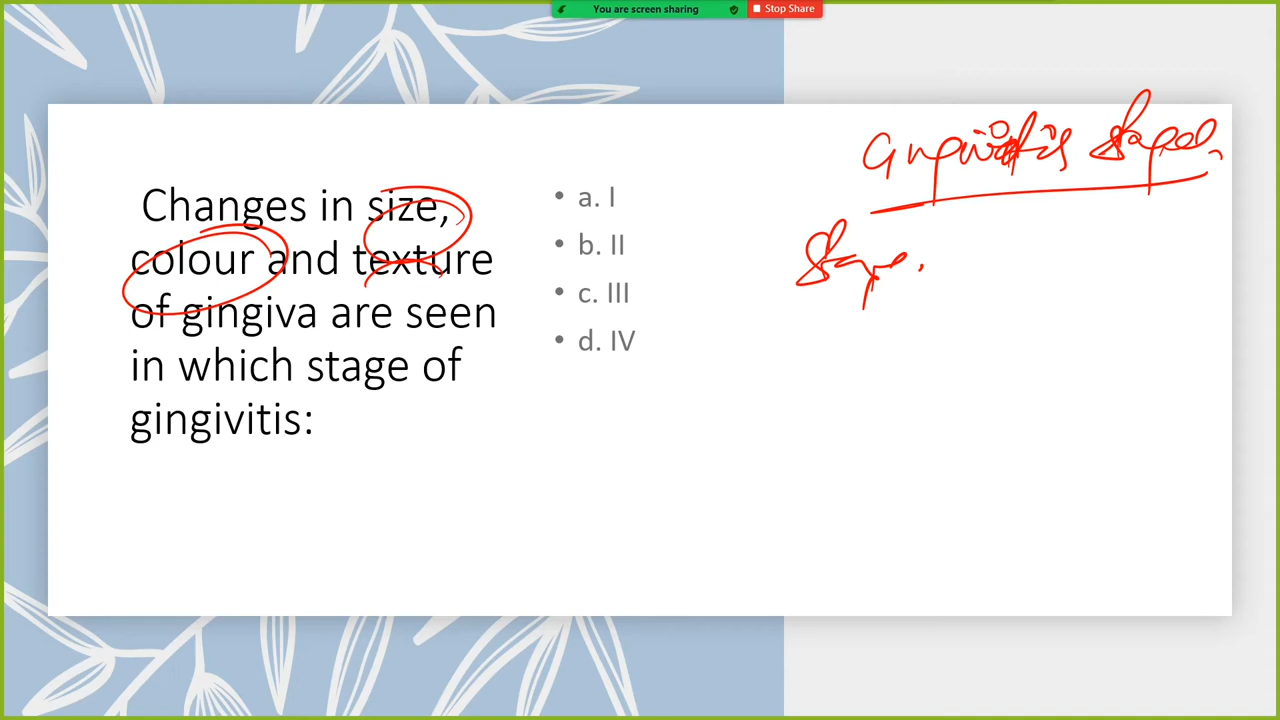 You are screen sharing
Stop Share
Changes in size,
colour and texture
of gingiva are seen
in which stage of
gingivitis:
• a. I
• b. II
• c. III
• d. IV